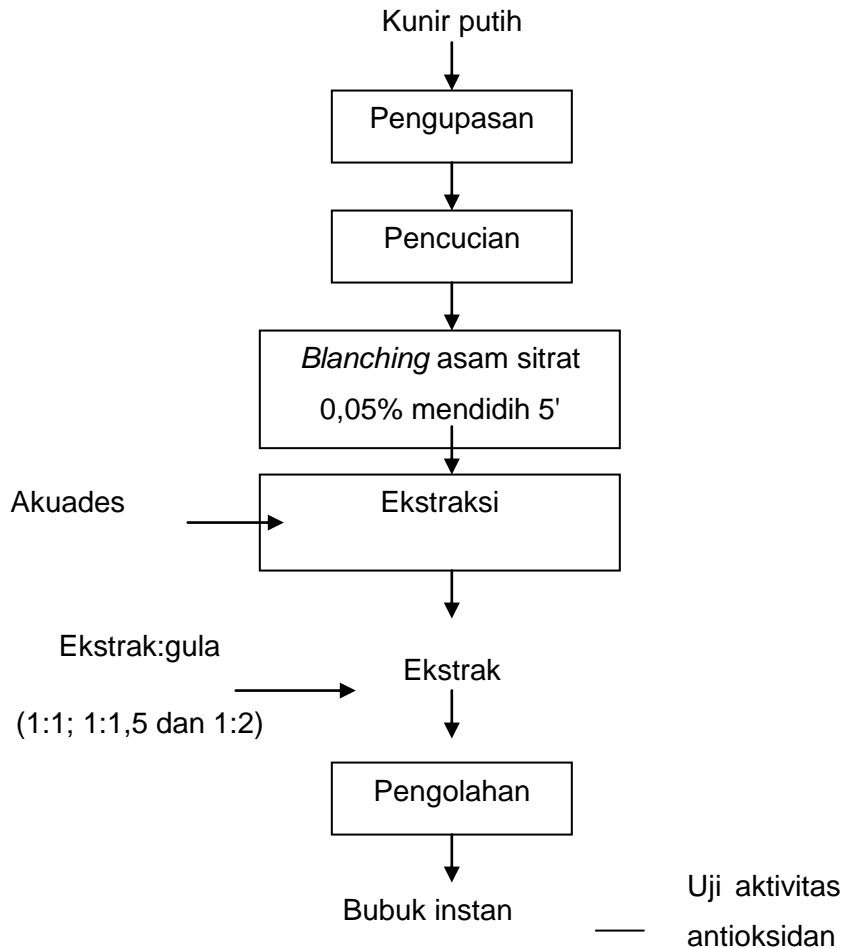 Kunir putih
Pengupasan
Pencucian
Blanching asam sitrat
0,05% mendidih 5'
Akuades
Ekstraksi
Ekstrak:gula
(1:1; 1:1,5 dan 1:2)
Ekstrak
Pengolahan
Bubuk instan
Uji aktivitas
antioksidan